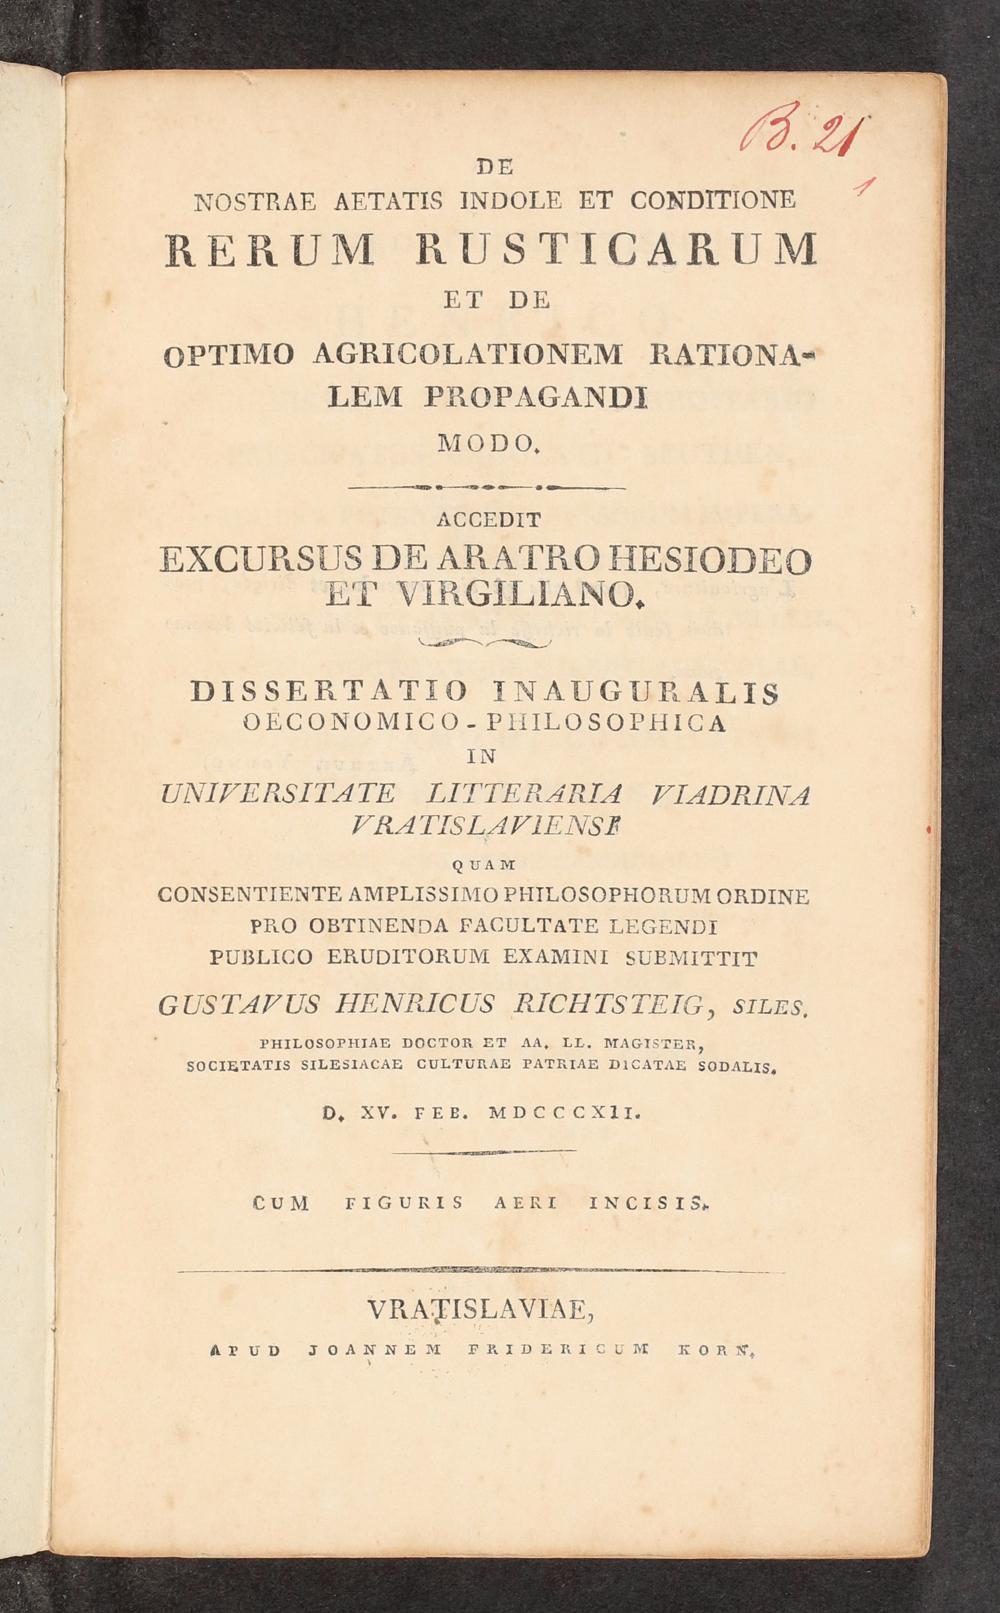 B. 21
1
DE
NOSTRAE AETATIS INDOLE ET CONDITIONE
RERUM RUSTICARUM
ET DE
OPTIMO AGRICOLATIONEM RATIONA-
LEM PROPAGANDI
MODO.
ACCEDIT
EXCURSUS DE ARATRO HESIODEO
ET VIRGILIANO.
DISSERTATIO INAUGURALIS
OECONOMICO-PHILOSOPHICA
IN
UNIVERSITATE LITTERARIA VIADRINA
VRATISLAVIENSE
QUAM
CONSENTIENTE AMPLISSIMO PHILOSOPHORUM ORDINE
PRO OBTINENDA FACULTATE LEGENDI
PUBLICO ERUDITORUM EXAMINI SUBMITTIT
GUSTAVUS HENRICUS RICHTSTEIG, SILES.
PHILOSOPHIAE DOCTOR ET AA. LL. MAGISTER,
SOCIETATIS SILESIACAE CULTURAE PATRIAE DICATAE SODALIS.
D. XV. FEB. MDCCCXII.
CUM FIGURIS AERI INCISIS.
VRATISLAVIAE,
APUD JOANNEM FRIDERICUM KORN.